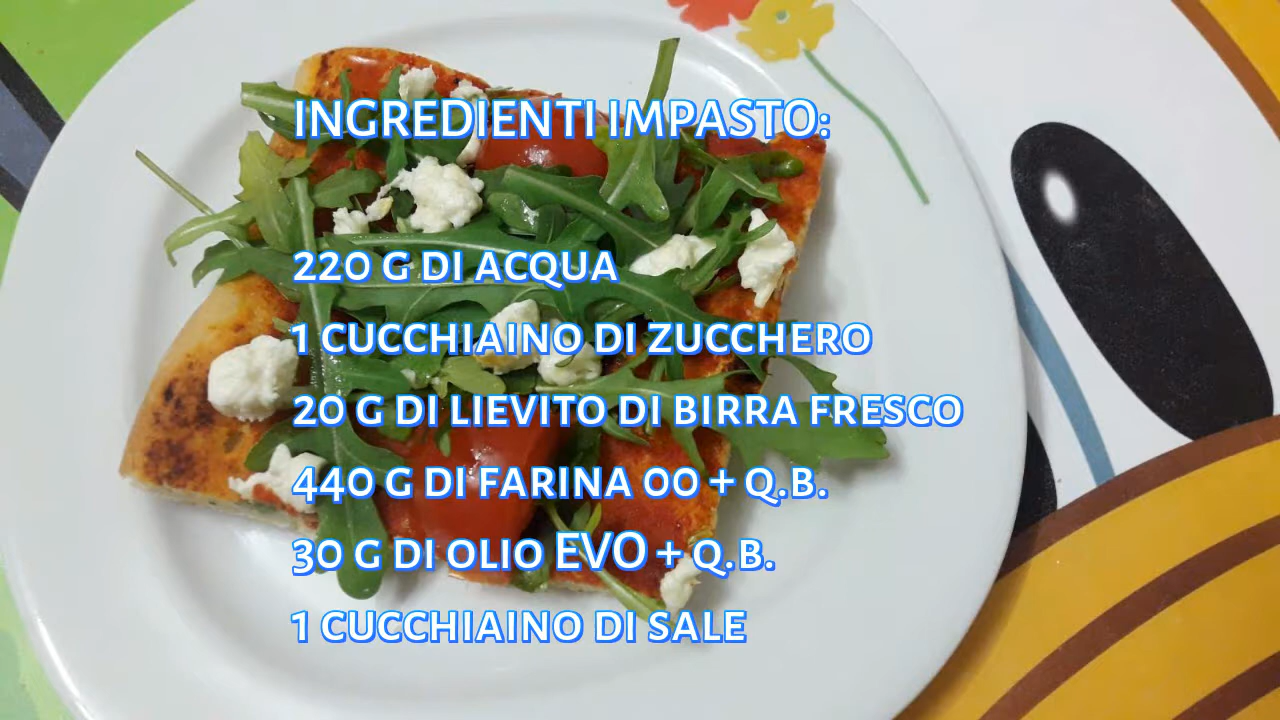 INGREDIENTI IMPASTO:
220 G DI ACQUA
1 CUCCHIAINO DI ZUCCHERO
20 G DI LIEVITO DI BIRRA FRESCO
440 G DI FARINA 00 + Q.B.
30 G DI OLIO EVO + Q.B.
1 CUCCHIAINO DI SALE